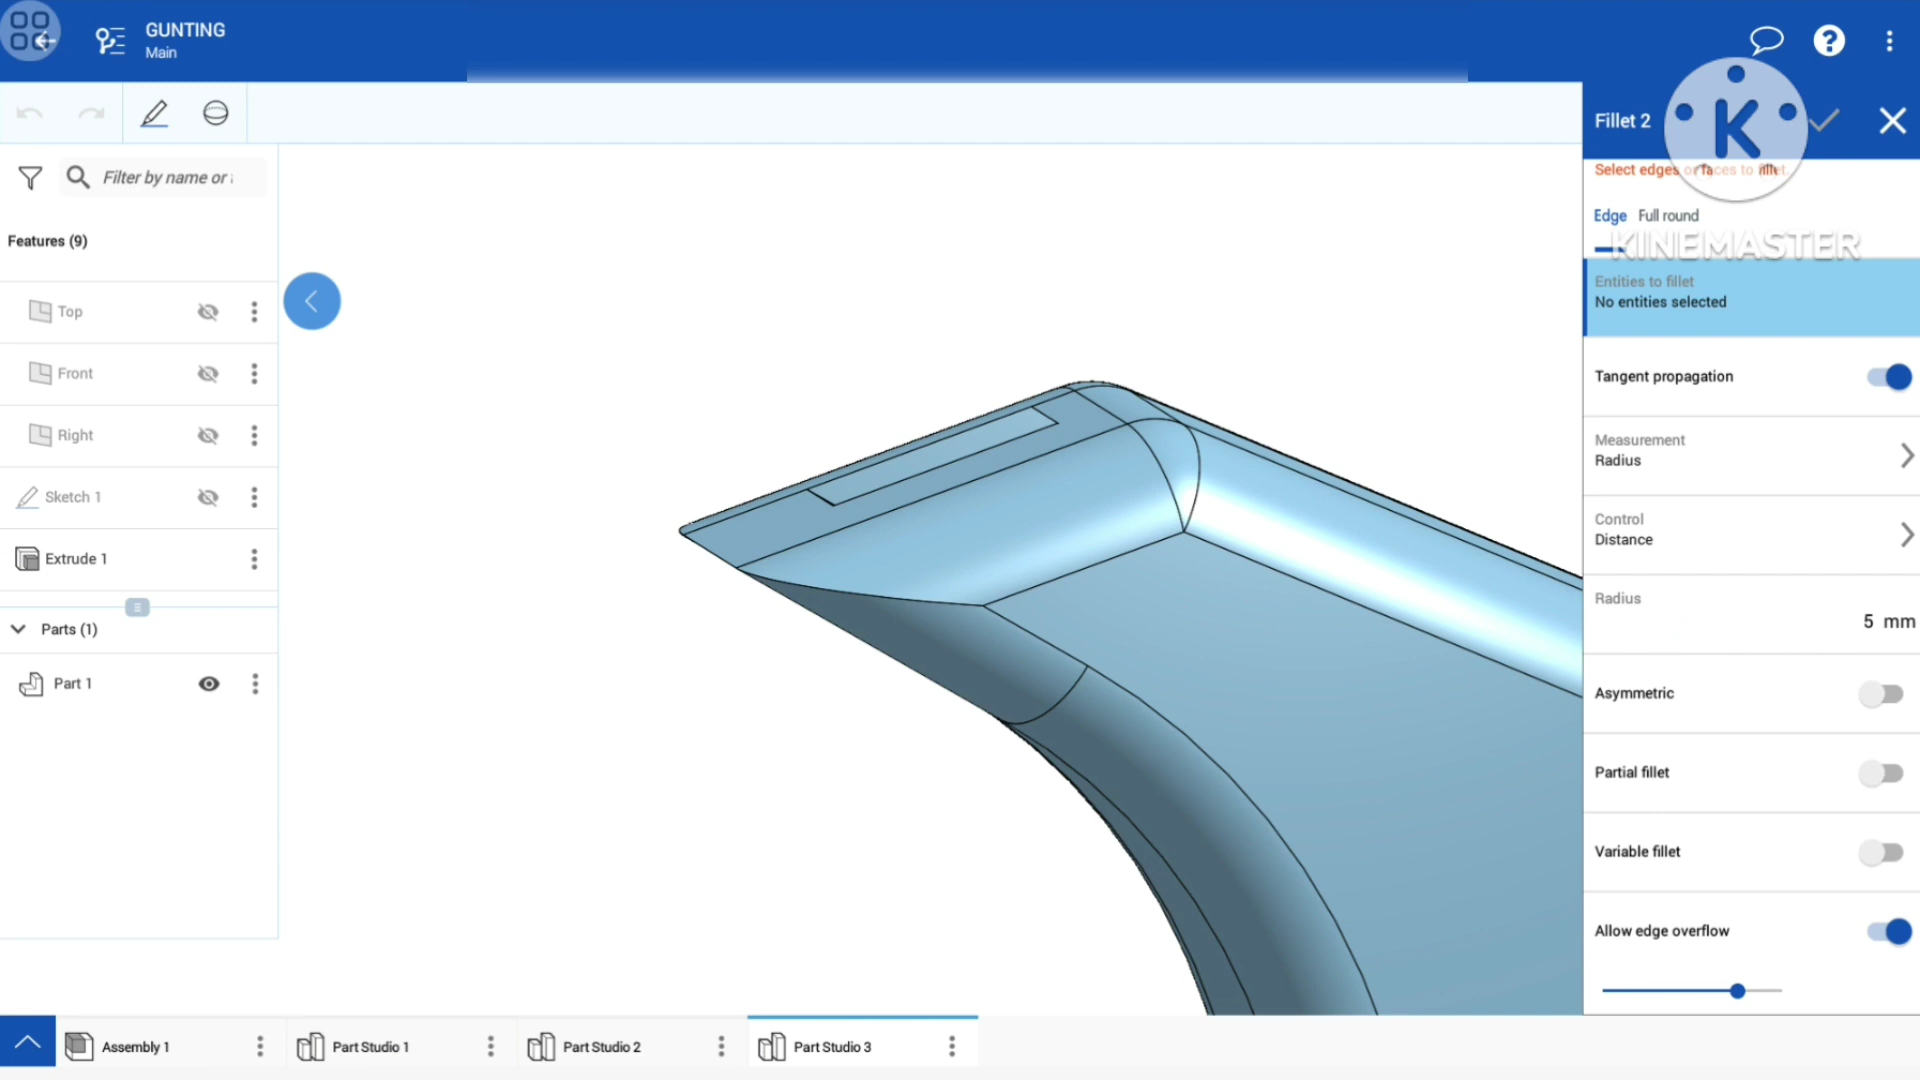 GUNTING
Main
Fillet 2
K
KINEMASTER
Filter by name or
Features (9)
Top
Front
Right
Sketch 1
Extrude 1
Parts (1)
Part 1
Select edges or faces to fillet.
Edge Full round
Entities to fillet
No entities selected
Tangent propagation
Measurement
Radius
Control
Distance
Radius
5 mm
Asymmetric
Partial fillet
Variable fillet
Allow edge overflow
Assembly 1
Part Studio 1
Part Studio 2
Part Studio 3